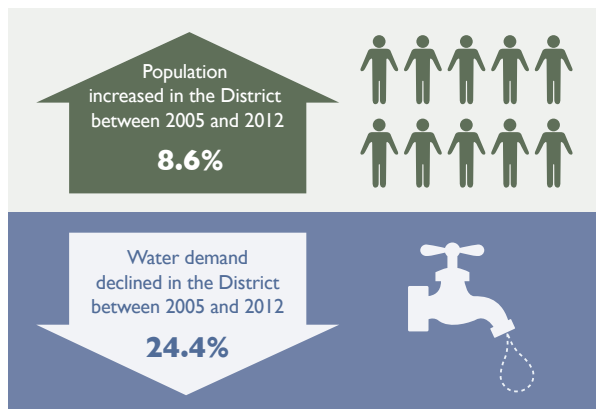 Population
increased in the District
between 2005 and 2012
8.6%
Water demand
declined in the District
between 2005 and 2012
24.4%